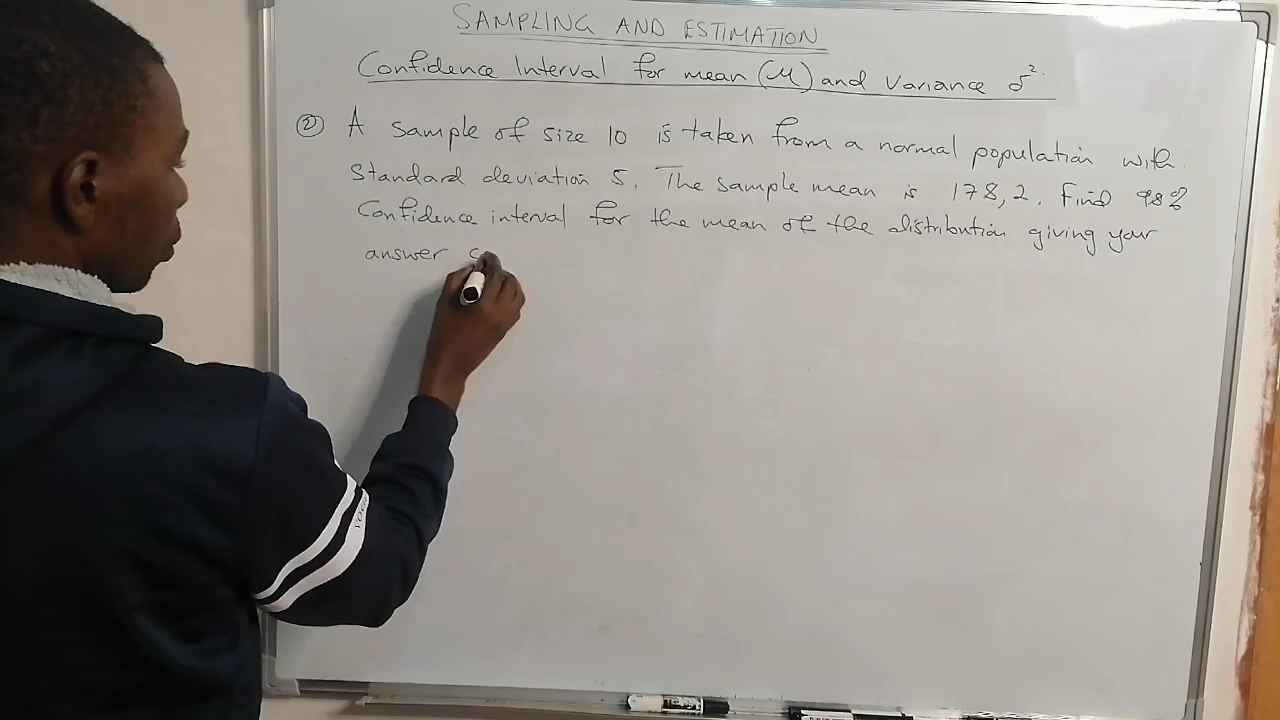 SAMPLING AND ESTIMATION
Confidence Interval for mean (μ) and Variance δ²
② A sample of size 10 is taken from a normal population with
Standard deviation 5. The sample mean is 178,2. Find 98%
Confidence interval for the mean of the distribution giving your
answer